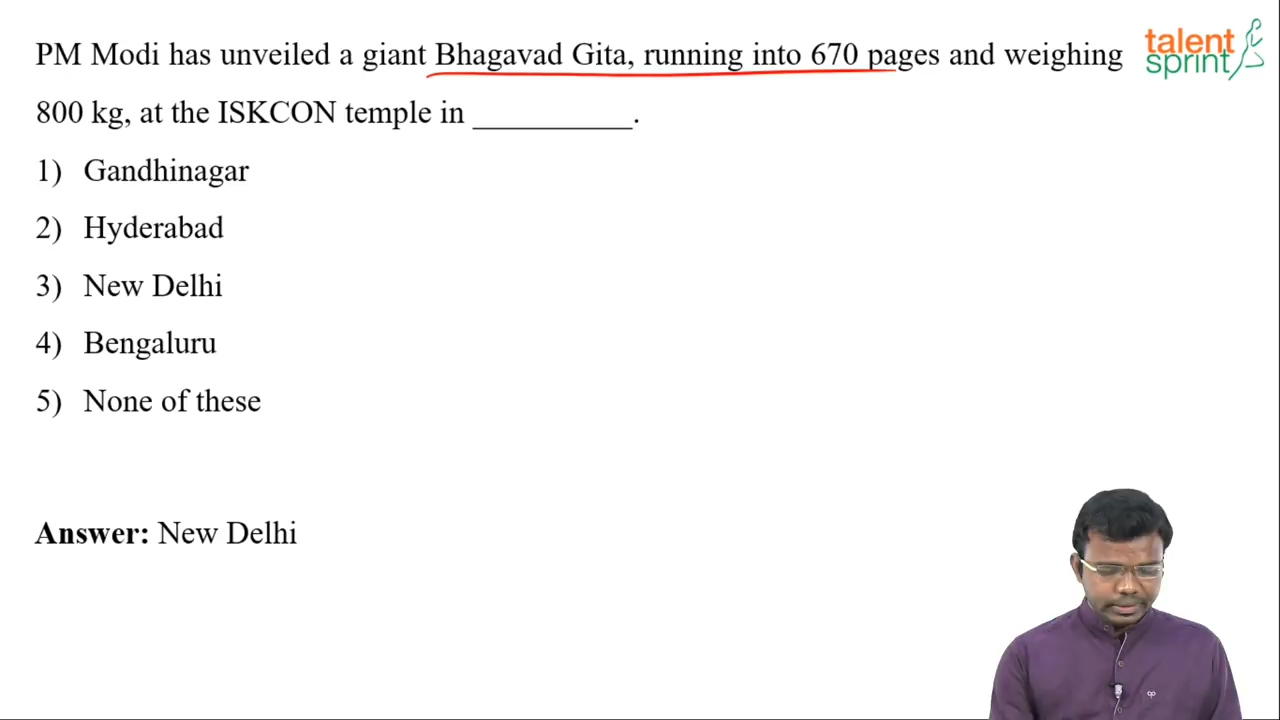 PM Modi has unveiled a giant Bhagavad Gita, running into 670 pages and weighing
800 kg, at the ISKCON temple in __________.
1) Gandhinagar
2) Hyderabad
3) New Delhi
4) Bengaluru
5) None of these
Answer: New Delhi
talent
sprint